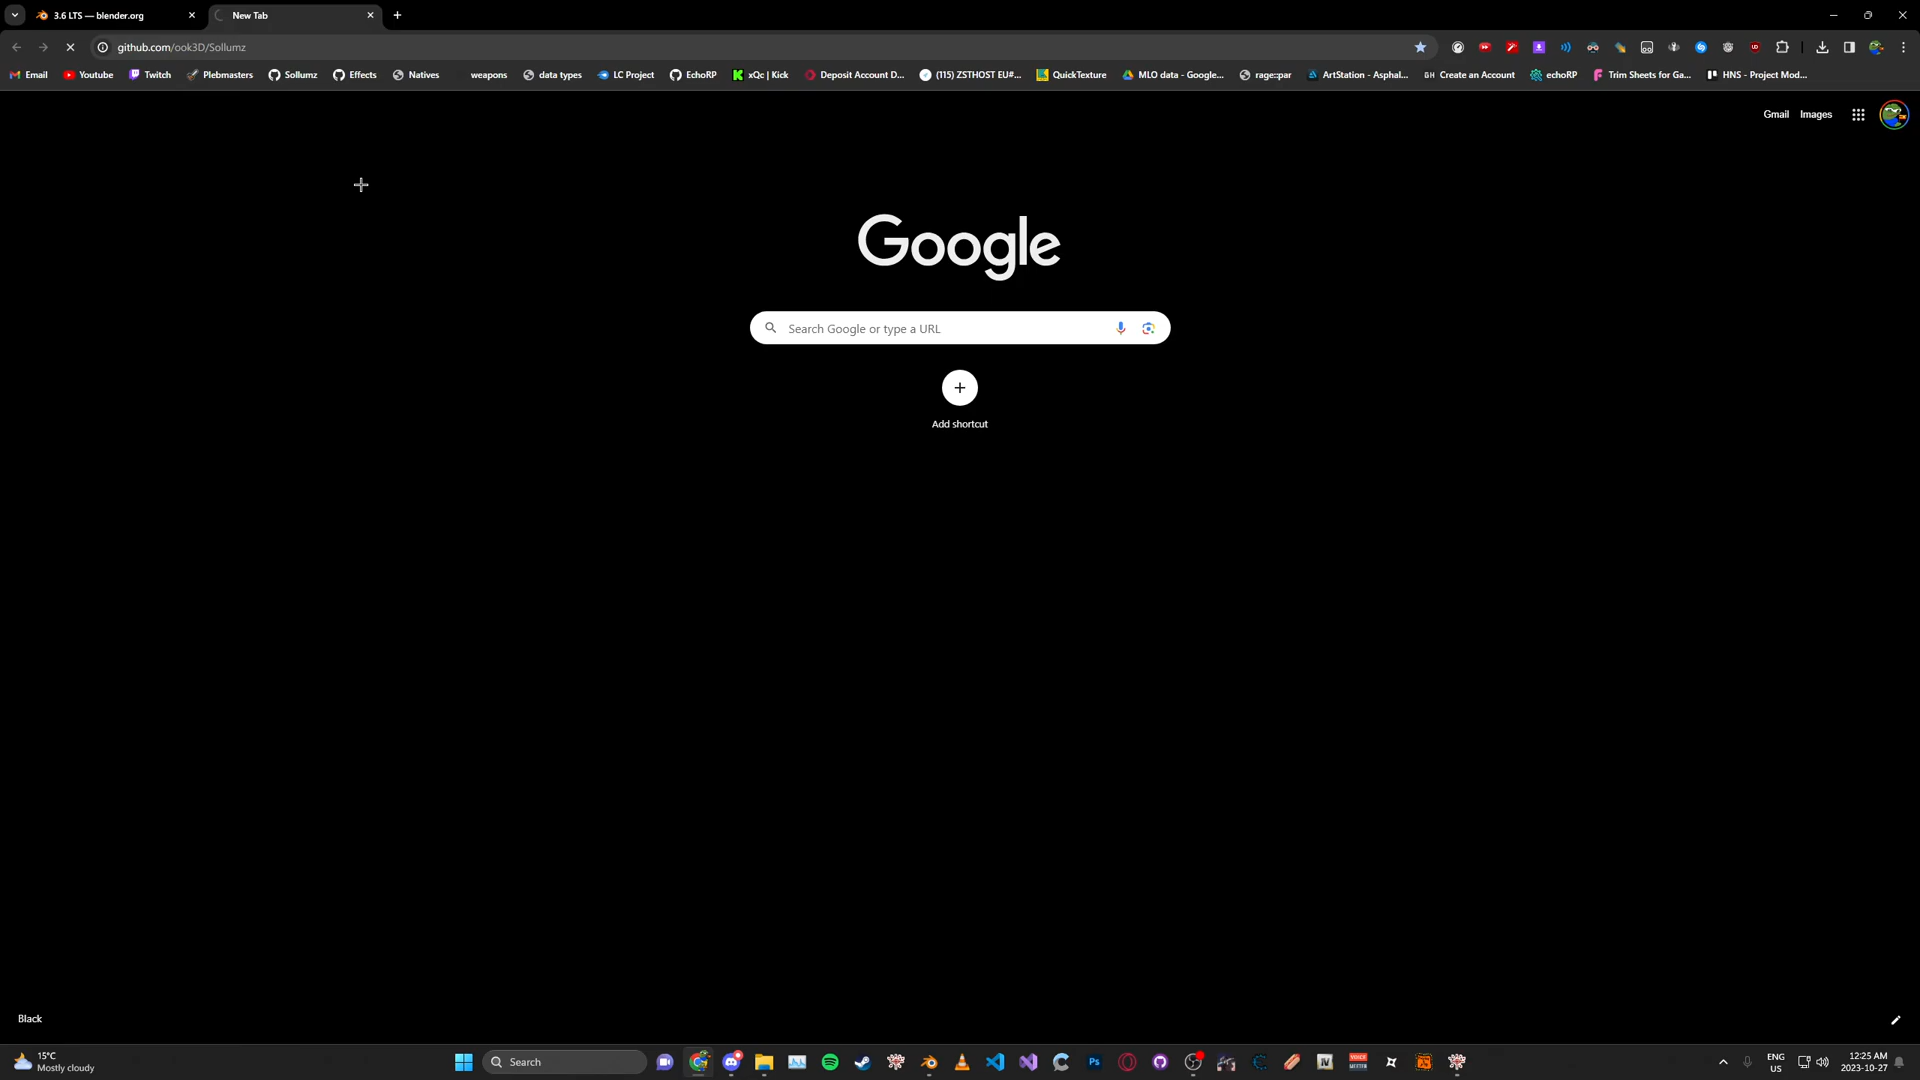 3.6 LTS — blender.org
New Tab
github.com/ook3D/Sollumz
Email
Youtube
Twitch
Plebmasters
Sollumz
Effects
Natives
weapons
data types
LC Project
EchoRP
xQc | Kick
Deposit Account D...
(115) ZSTHOST EU#...
QuickTexture
MLO data - Google...
rage::par
ArtStation - Asphal...
GH Create an Account
echoRP
Trim Sheets for Ga...
HNS - Project Mod...
Gmail Images
Google
Search Google or type a URL
Add shortcut
Black
15°C
Mostly cloudy
Search
ENG
US
12:25 AM
2023-10-27